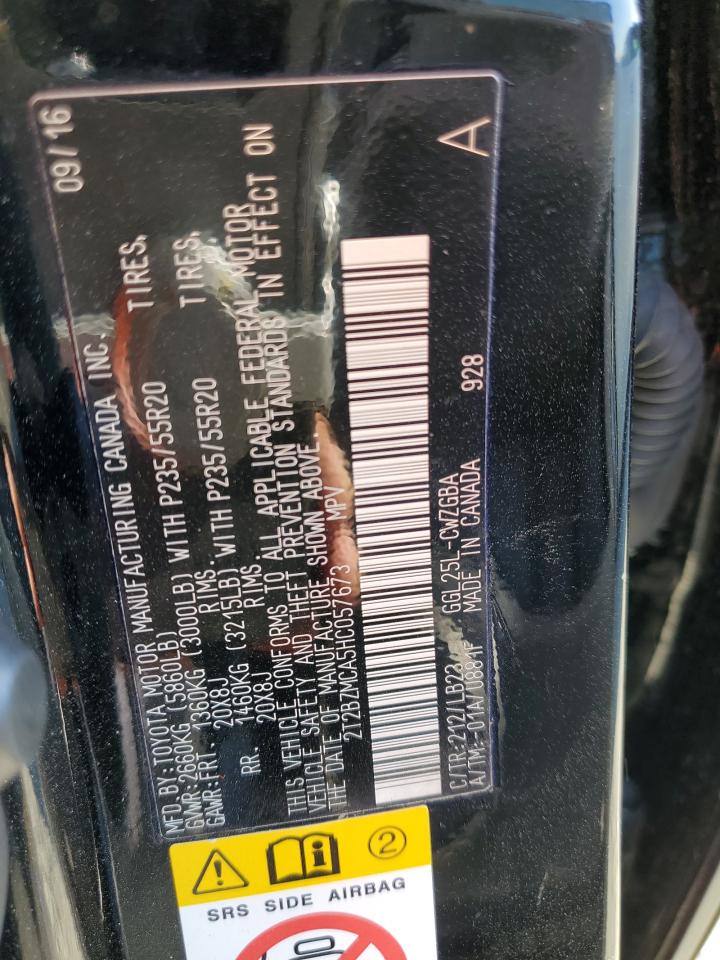 MFD. BY: TOYOTA MOTOR MANUFACTURING CANADA INC. 09/16
GVWR:2660KG (5860LB)
GAWR:FRT. 1360KG (3000LB) WITH P235/55R20 TIRES,
20X8J RIMS.
RR. 1460KG (3215LB) WITH P235/55R20 TIRES,
20X8J RIMS.
THIS VEHICLE CONFORMS TO ALL APPLICABLE FEDERAL MOTOR
VEHICLE SAFETY AND THEFT PREVENTION STANDARDS IN EFFECT ON
THE DATE OF MANUFACTURE SHOWN ABOVE.
2T2BZMCA5HC057673 MPV
C/TR:212/LB23 GGL25L-CWZGBA 928
A/TM:-01A/0884F MADE IN CANADA
A
2
SRS SIDE AIRBAG